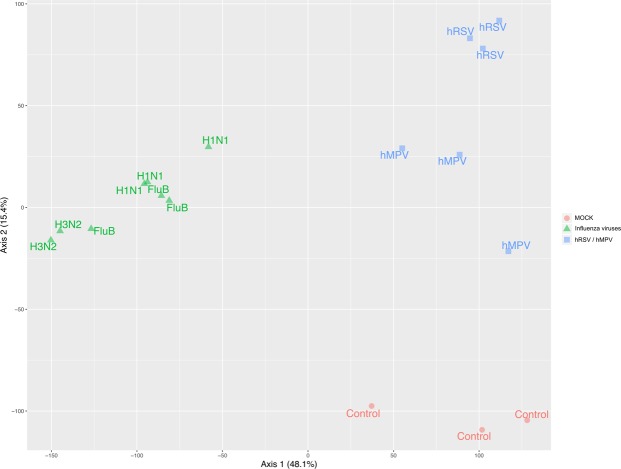 100
50
0
−50
−100
Axis 2 (15.4%)
hRSV
hRSV
hRSV
hMPV
hMPV
hMPV
H1N1
H1N1
H1N1
FluB
FluB
H3N2
FluB
H3N2
Control
Control
Control
−150
−100
−50
0
50
100
Axis 1 (48.1%)
MOCK
Influenza viruses
hRSV / hMPV